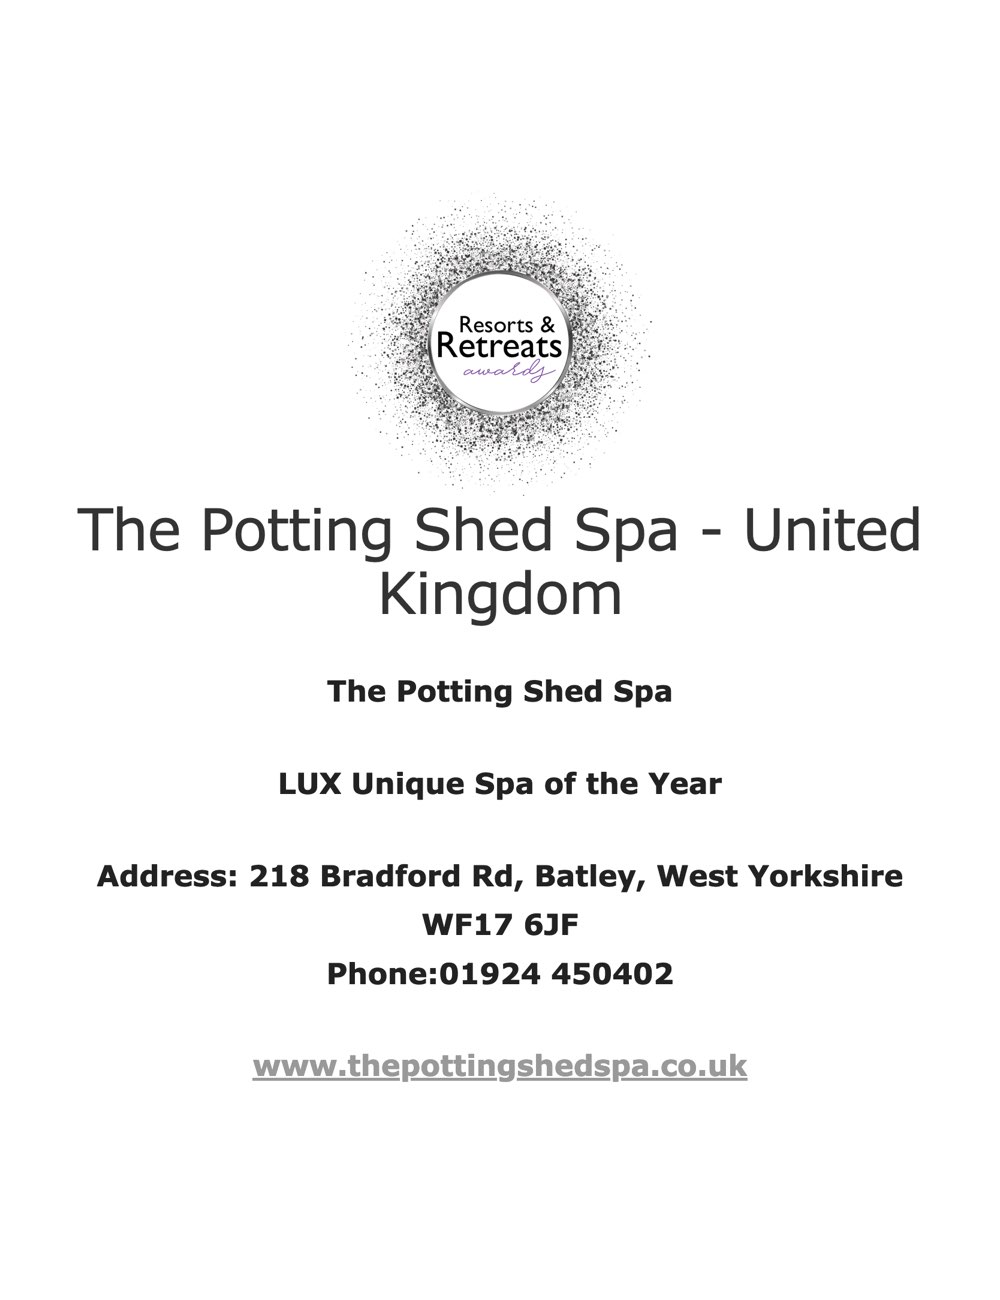 Resorts &
Retreats
awards
The Potting Shed Spa - United
Kingdom
The Potting Shed Spa
LUX Unique Spa of the Year
Address: 218 Bradford Rd, Batley, West Yorkshire
WF17 6JF
Phone:01924 450402
www.thepottingshedspa.co.uk